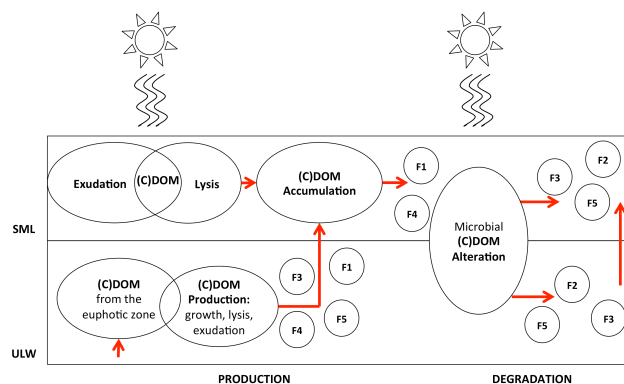 Exudation
(C)DOM
Lysis
(C)DOM
Accumulation
F1
F4
Microbial
(C)DOM
Alteration
F3
F2
F5
SML
(C)DOM
from the
euphotic zone
(C)DOM
Production:
growth, lysis,
exudation
F3
F1
F4
F5
F2
F5
F3
ULW
PRODUCTION
DEGRADATION